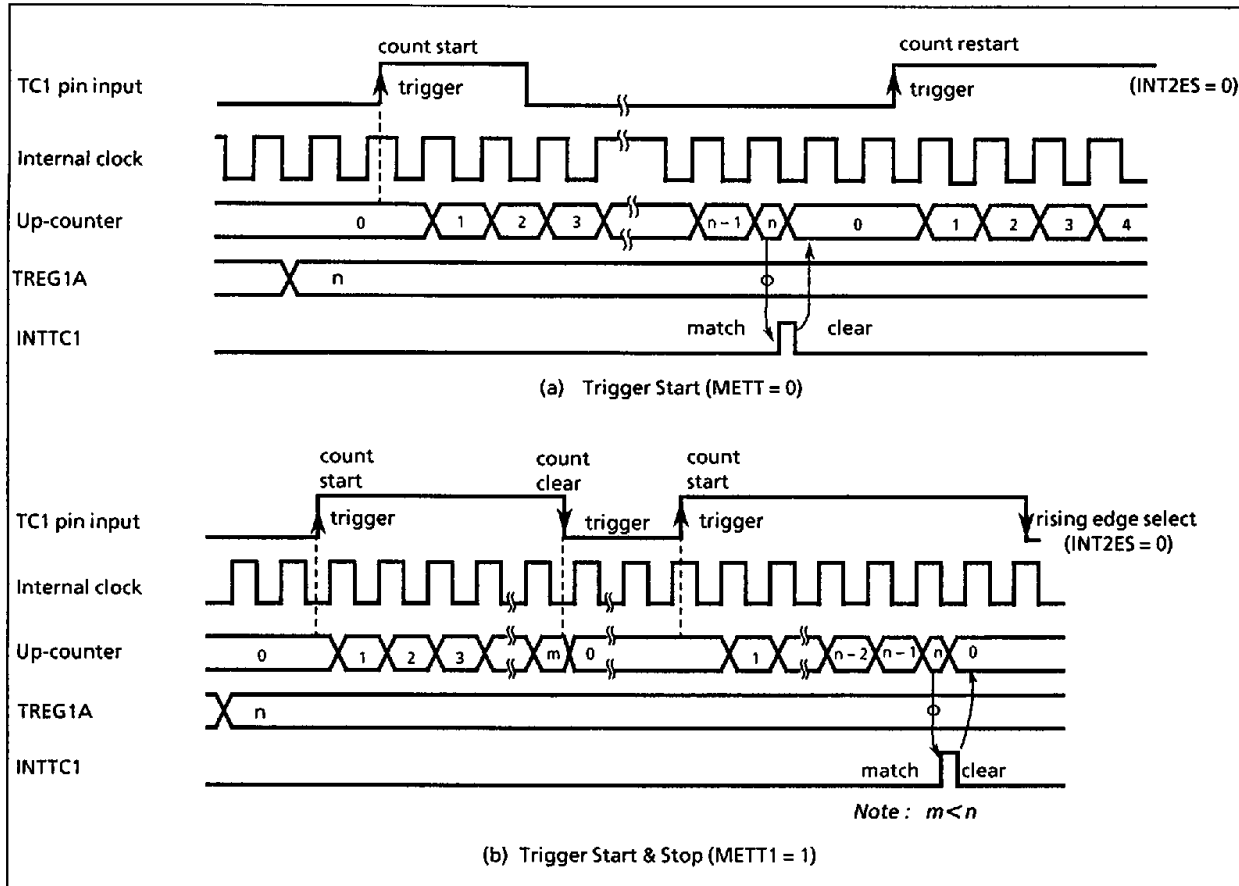 count start
count restart
TC1 pin input
trigger
trigger
(INT2ES = 0)
Internal clock
Up-counter
0
1
2
3
n – 1
n
0
1
2
3
4
TREG1A
n
INTTC1
match
clear
(a) Trigger Start (METT = 0)
count
start
count
clear
count
start
TC1 pin input
trigger
trigger
trigger
rising edge select
(INT2ES = 0)
Internal clock
Up-counter
0
1
2
3
m
0
1
n – 2
n – 1
n
0
TREG1A
n
INTTC1
match
clear
Note : m < n
(b) Trigger Start & Stop (METT1 = 1)